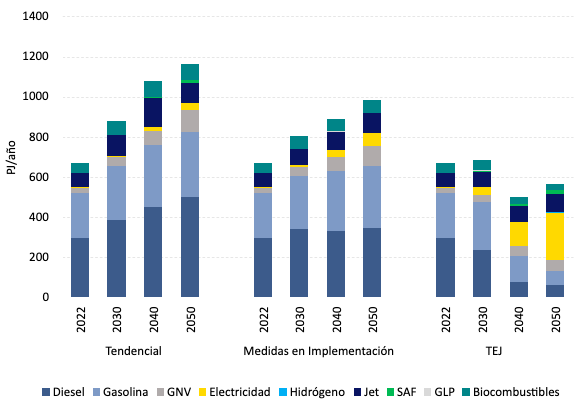 1400
1200
1000
800
600
400
200
0
PJ/año
2022 2030 2040 2050 2022 2030 2040 2050 2022 2030 2040 2050
Tendencial Medidas en Implementación TEJ
Diesel Gasolina GNV Electricidad Hidrógeno Jet SAF GLP Biocombustibles